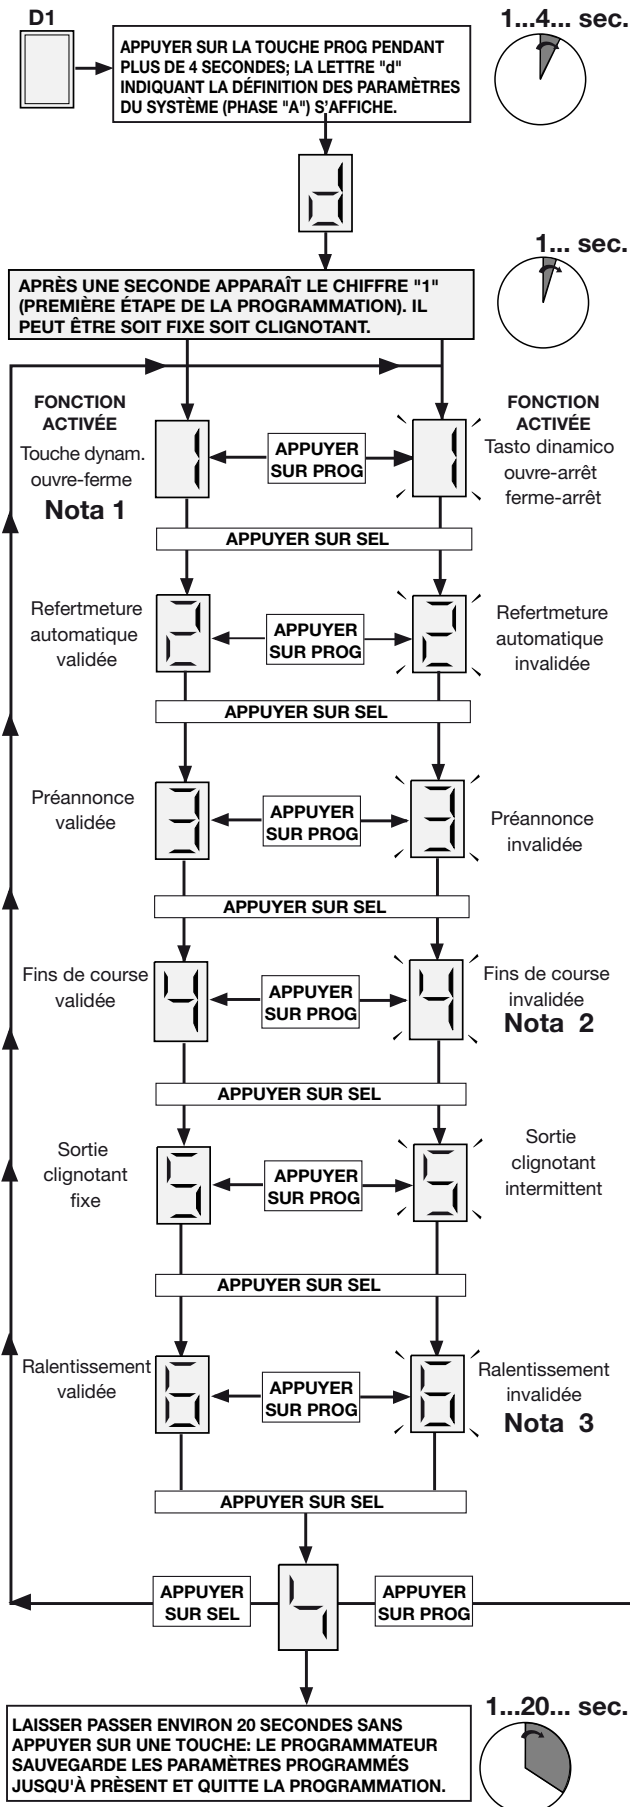 D1
1...4... sec.
APPUYER SUR LA TOUCHE PROG PENDANT
PLUS DE 4 SECONDES; LA LETTRE "d"
INDIQUANT LA DÉFINITION DES PARAMÈTRES
DU SYSTÈME (PHASE "A") S'AFFICHE.
d
1... sec.
APRÈS UNE SECONDE APPARAÎT LE CHIFFRE "1"
(PREMIÈRE ÉTAPE DE LA PROGRAMMATION). IL
PEUT ÊTRE SOIT FIXE SOIT CLIGNOTANT.
FONCTION
ACTIVÉE
Touche dynam.
ouvre-ferme
Nota 1
1
APPUYER
SUR PROG
1
FONCTION
ACTIVÉE
Tasto dinamico
ouvre-arrêt
ferme-arrêt
APPUYER SUR SEL
Refertmeture
automatique
validée
2
APPUYER
SUR PROG
2
Refertmeture
automatique
invalidée
APPUYER SUR SEL
Préannonce
validée
3
APPUYER
SUR PROG
3
Préannonce
invalidée
APPUYER SUR SEL
Fins de course
validée
4
APPUYER
SUR PROG
4
Fins de course
invalidée
Nota 2
APPUYER SUR SEL
Sortie
clignotant
fixe
5
APPUYER
SUR PROG
5
Sortie
clignotant
intermittent
APPUYER SUR SEL
Ralentissement
validée
6
APPUYER
SUR PROG
6
Ralentissement
invalidée
Nota 3
APPUYER SUR SEL
APPUYER
SUR SEL
APPUYER
SUR PROG
1...20... sec.
LAISSER PASSER ENVIRON 20 SECONDES SANS
APPUYER SUR UNE TOUCHE: LE PROGRAMMATEUR
SAUVEGARDE LES PARAMÈTRES PROGRAMMÉS
JUSQU'À PRÈSENT ET QUITTE LA PROGRAMMATION.